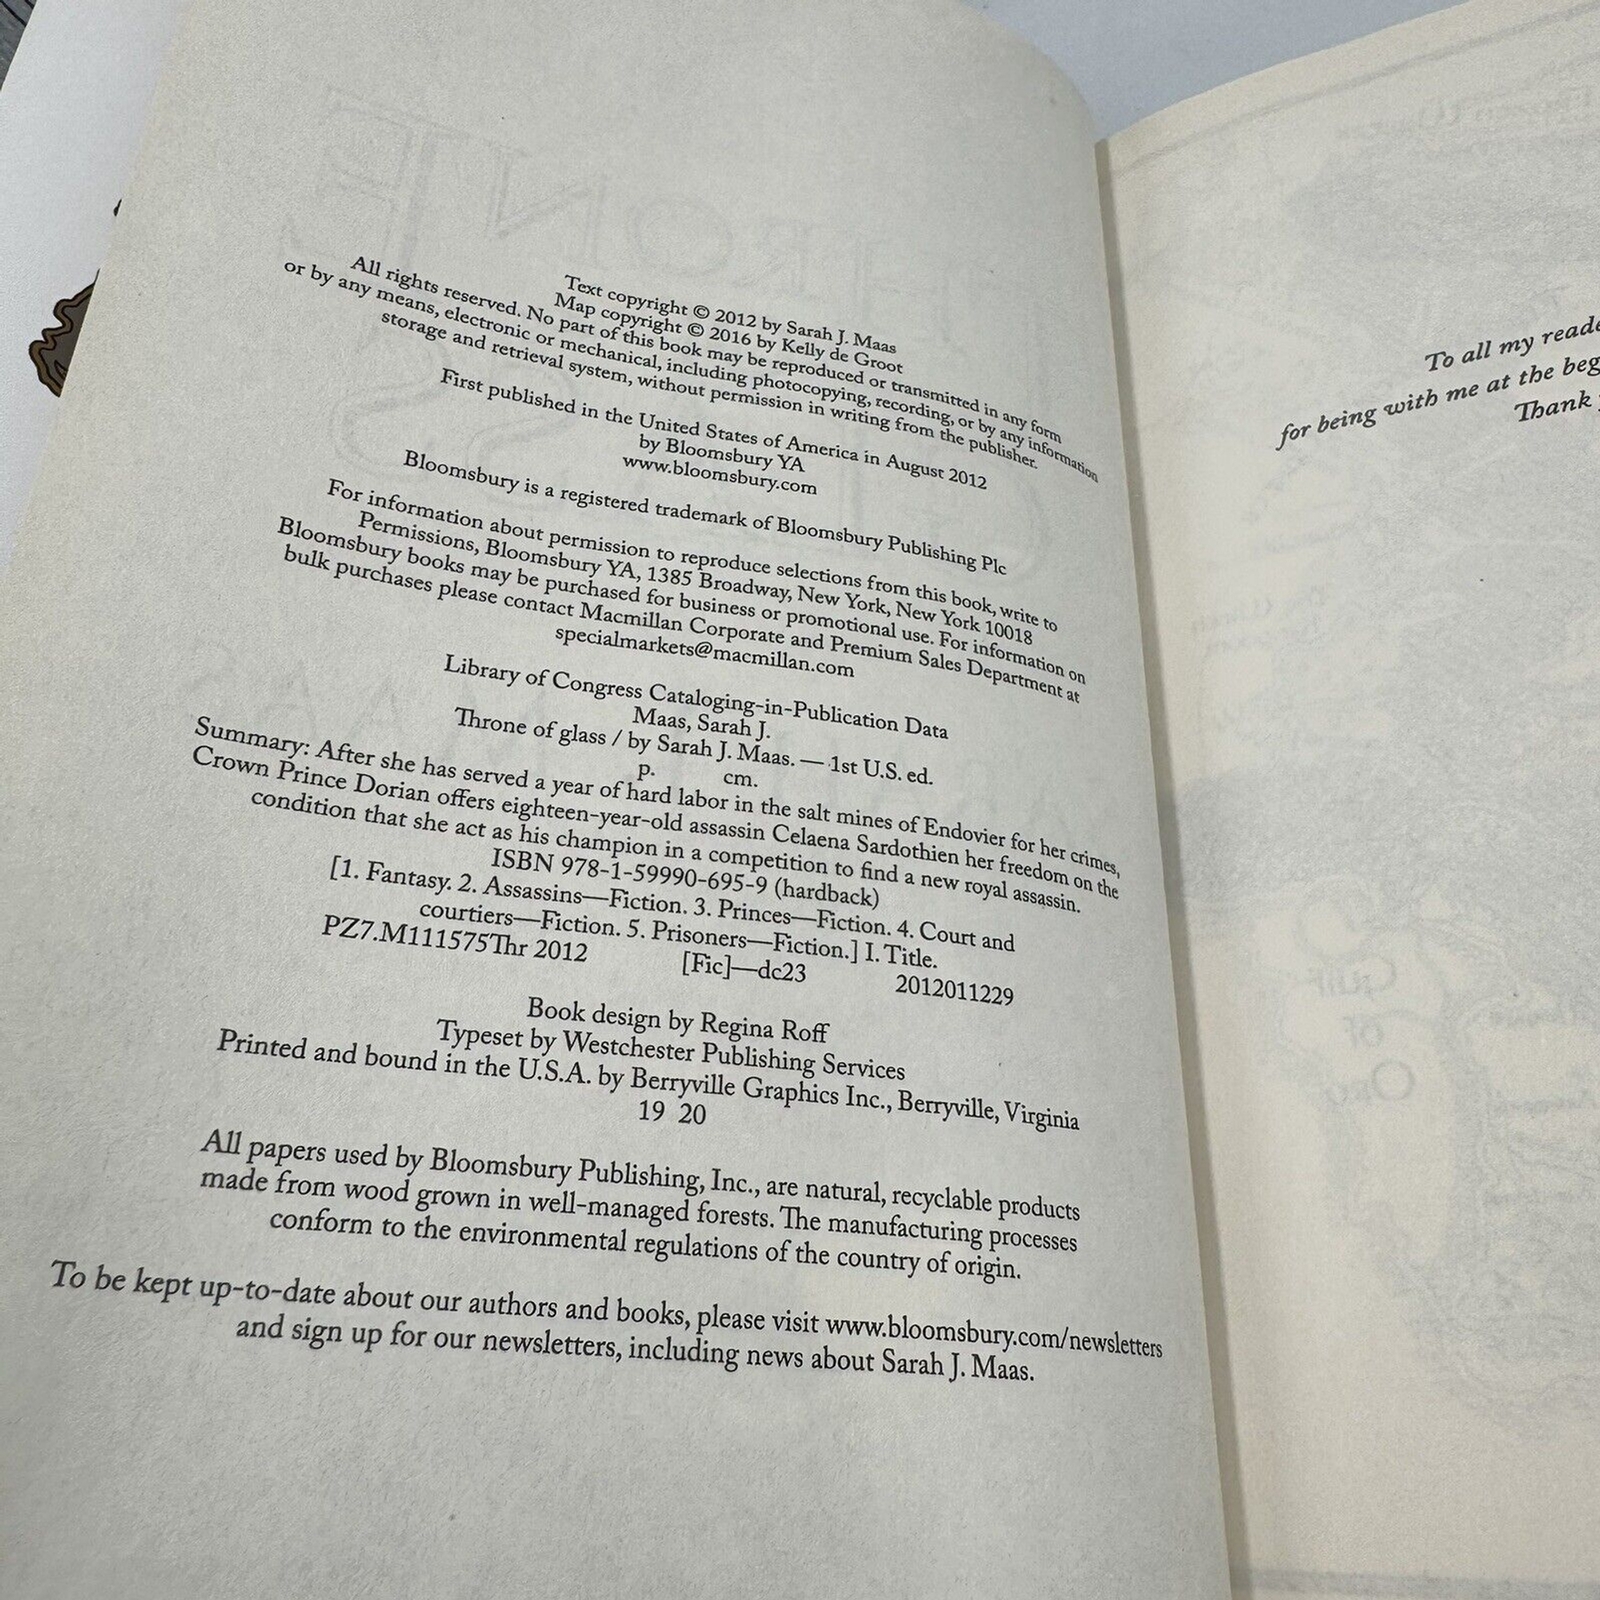 Text copyright © 2012 by Sarah J. Maas
Map copyright © 2016 by Kelly de Groot
All rights reserved. No part of this book may be reproduced or transmitted in any form
or by any means, electronic or mechanical, including photocopying, recording, or by any information
storage and retrieval system, without permission in writing from the publisher.
First published in the United States of America in August 2012
by Bloomsbury YA
www.bloomsbury.com
Bloomsbury is a registered trademark of Bloomsbury Publishing Plc
For information about permission to reproduce selections from this book, write to
Permissions, Bloomsbury YA, 1385 Broadway, New York, New York 10018
Bloomsbury books may be purchased for business or promotional use. For information on
bulk purchases please contact Macmillan Corporate and Premium Sales Department at
specialmarkets@macmillan.com
Library of Congress Cataloging-in-Publication Data
Maas, Sarah J.
Throne of glass / by Sarah J. Maas. — 1st U.S. ed.
p. cm.
Summary: After she has served a year of hard labor in the salt mines of Endovier for her crimes,
Crown Prince Dorian offers eighteen-year-old assassin Celaena Sardothien her freedom on the
condition that she act as his champion in a competition to find a new royal assassin.
ISBN 978-1-59990-695-9 (hardback)
[1. Fantasy. 2. Assassins—Fiction. 3. Princes—Fiction. 4. Court and
courtiers—Fiction. 5. Prisoners—Fiction.] I. Title.
PZ7.M111575Thr 2012 [Fic]—dc23 2012011229
Book design by Regina Roff
Typeset by Westchester Publishing Services
Printed and bound in the U.S.A. by Berryville Graphics Inc., Berryville, Virginia
19 20
All papers used by Bloomsbury Publishing, Inc., are natural, recyclable products
made from wood grown in well-managed forests. The manufacturing processes
conform to the environmental regulations of the country of origin.
To be kept up-to-date about our authors and books, please visit www.bloomsbury.com/newsletters
and sign up for our newsletters, including news about Sarah J. Maas.
To all my reade
for being with me at the beg
Thank